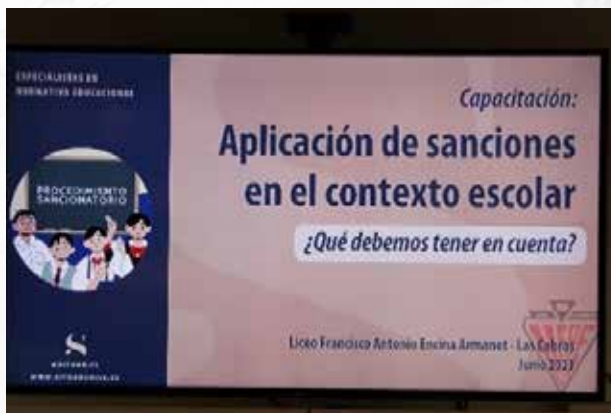 ESPECIALISTAS EN
NORMATIVA EDUCACIONAL
PROCEDIMIENTO
SANCIONATORIO
Capacitación:
Aplicación de sanciones
en el contexto escolar
¿Qué debemos tener en cuenta?
Liceo Francisco Antonio Encina Armanet - Las Cabras
Junio 2023